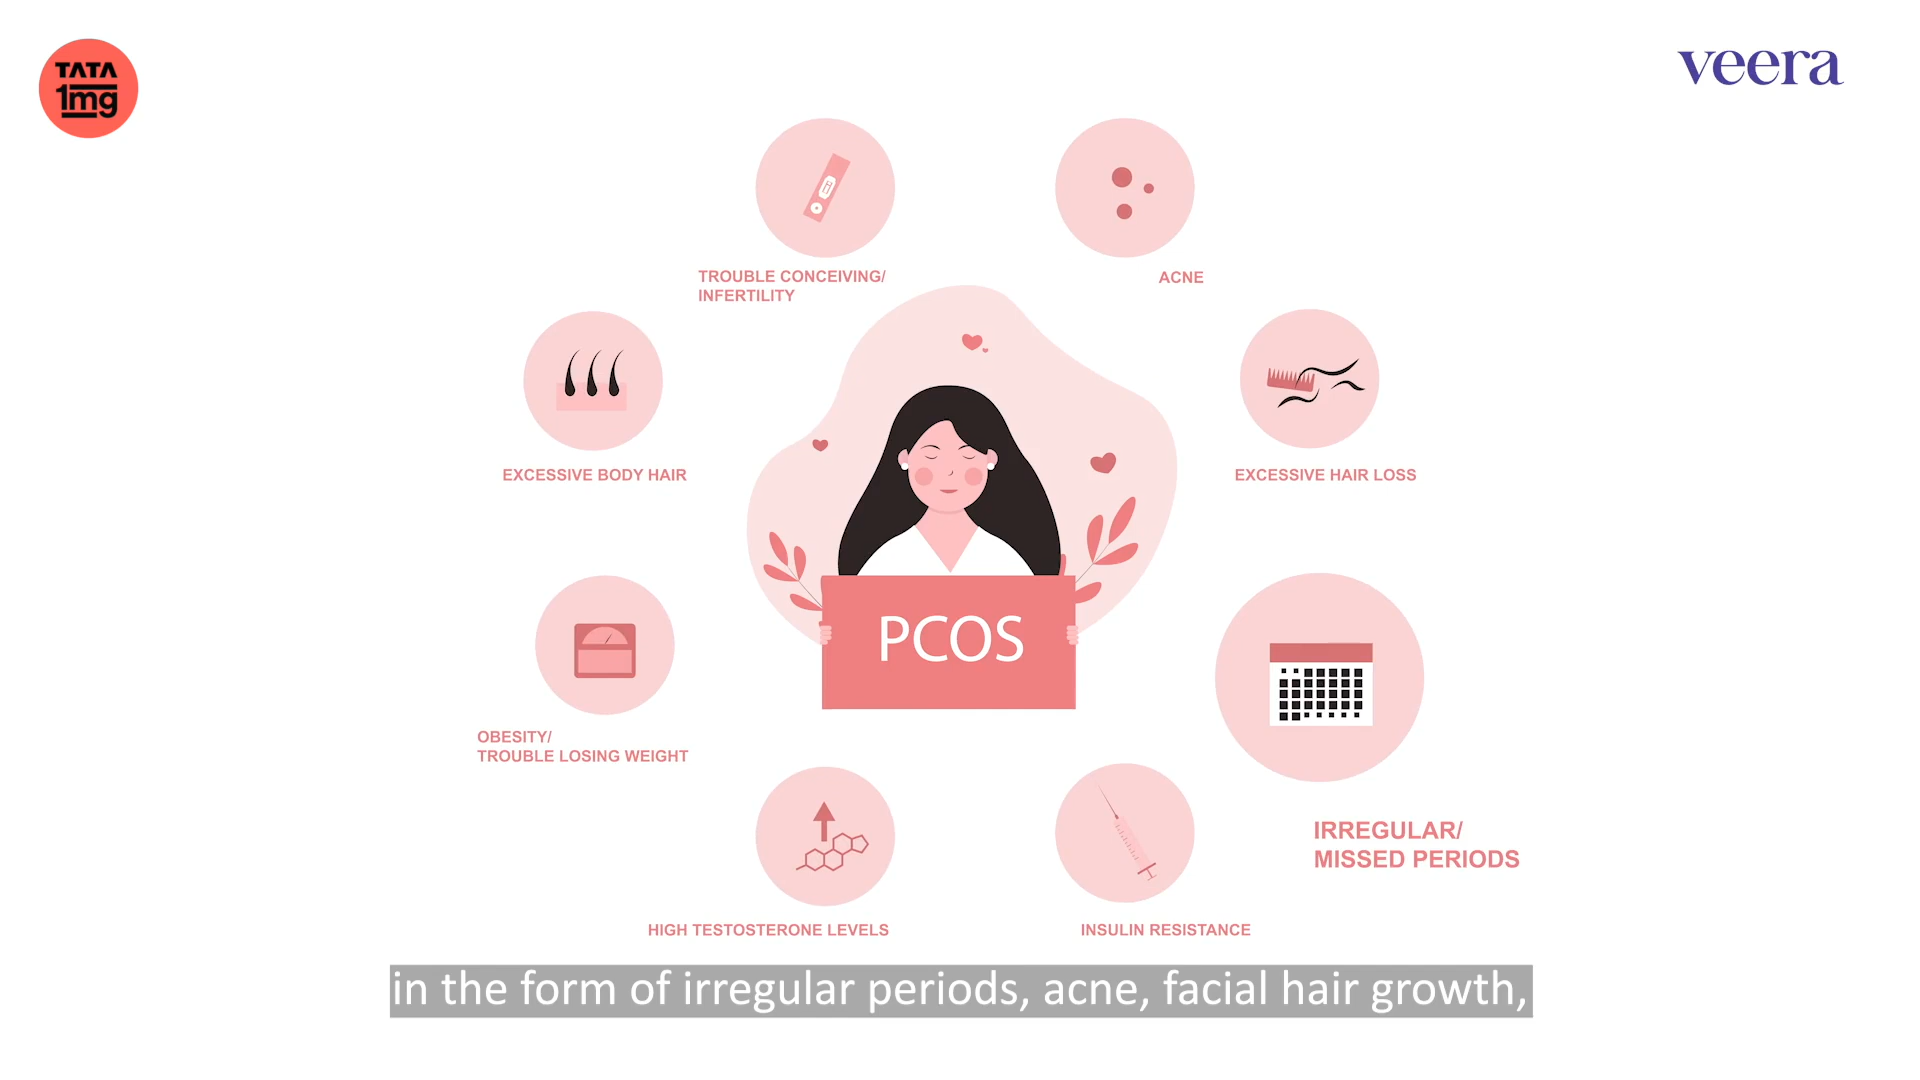 TATA
1mg
veera
TROUBLE CONCEIVING/
INFERTILITY
ACNE
EXCESSIVE BODY HAIR
EXCESSIVE HAIR LOSS
PCOS
OBESITY/
TROUBLE LOSING WEIGHT
IRREGULAR/
MISSED PERIODS
HIGH TESTOSTERONE LEVELS
INSULIN RESISTANCE
in the form of irregular periods, acne, facial hair growth,